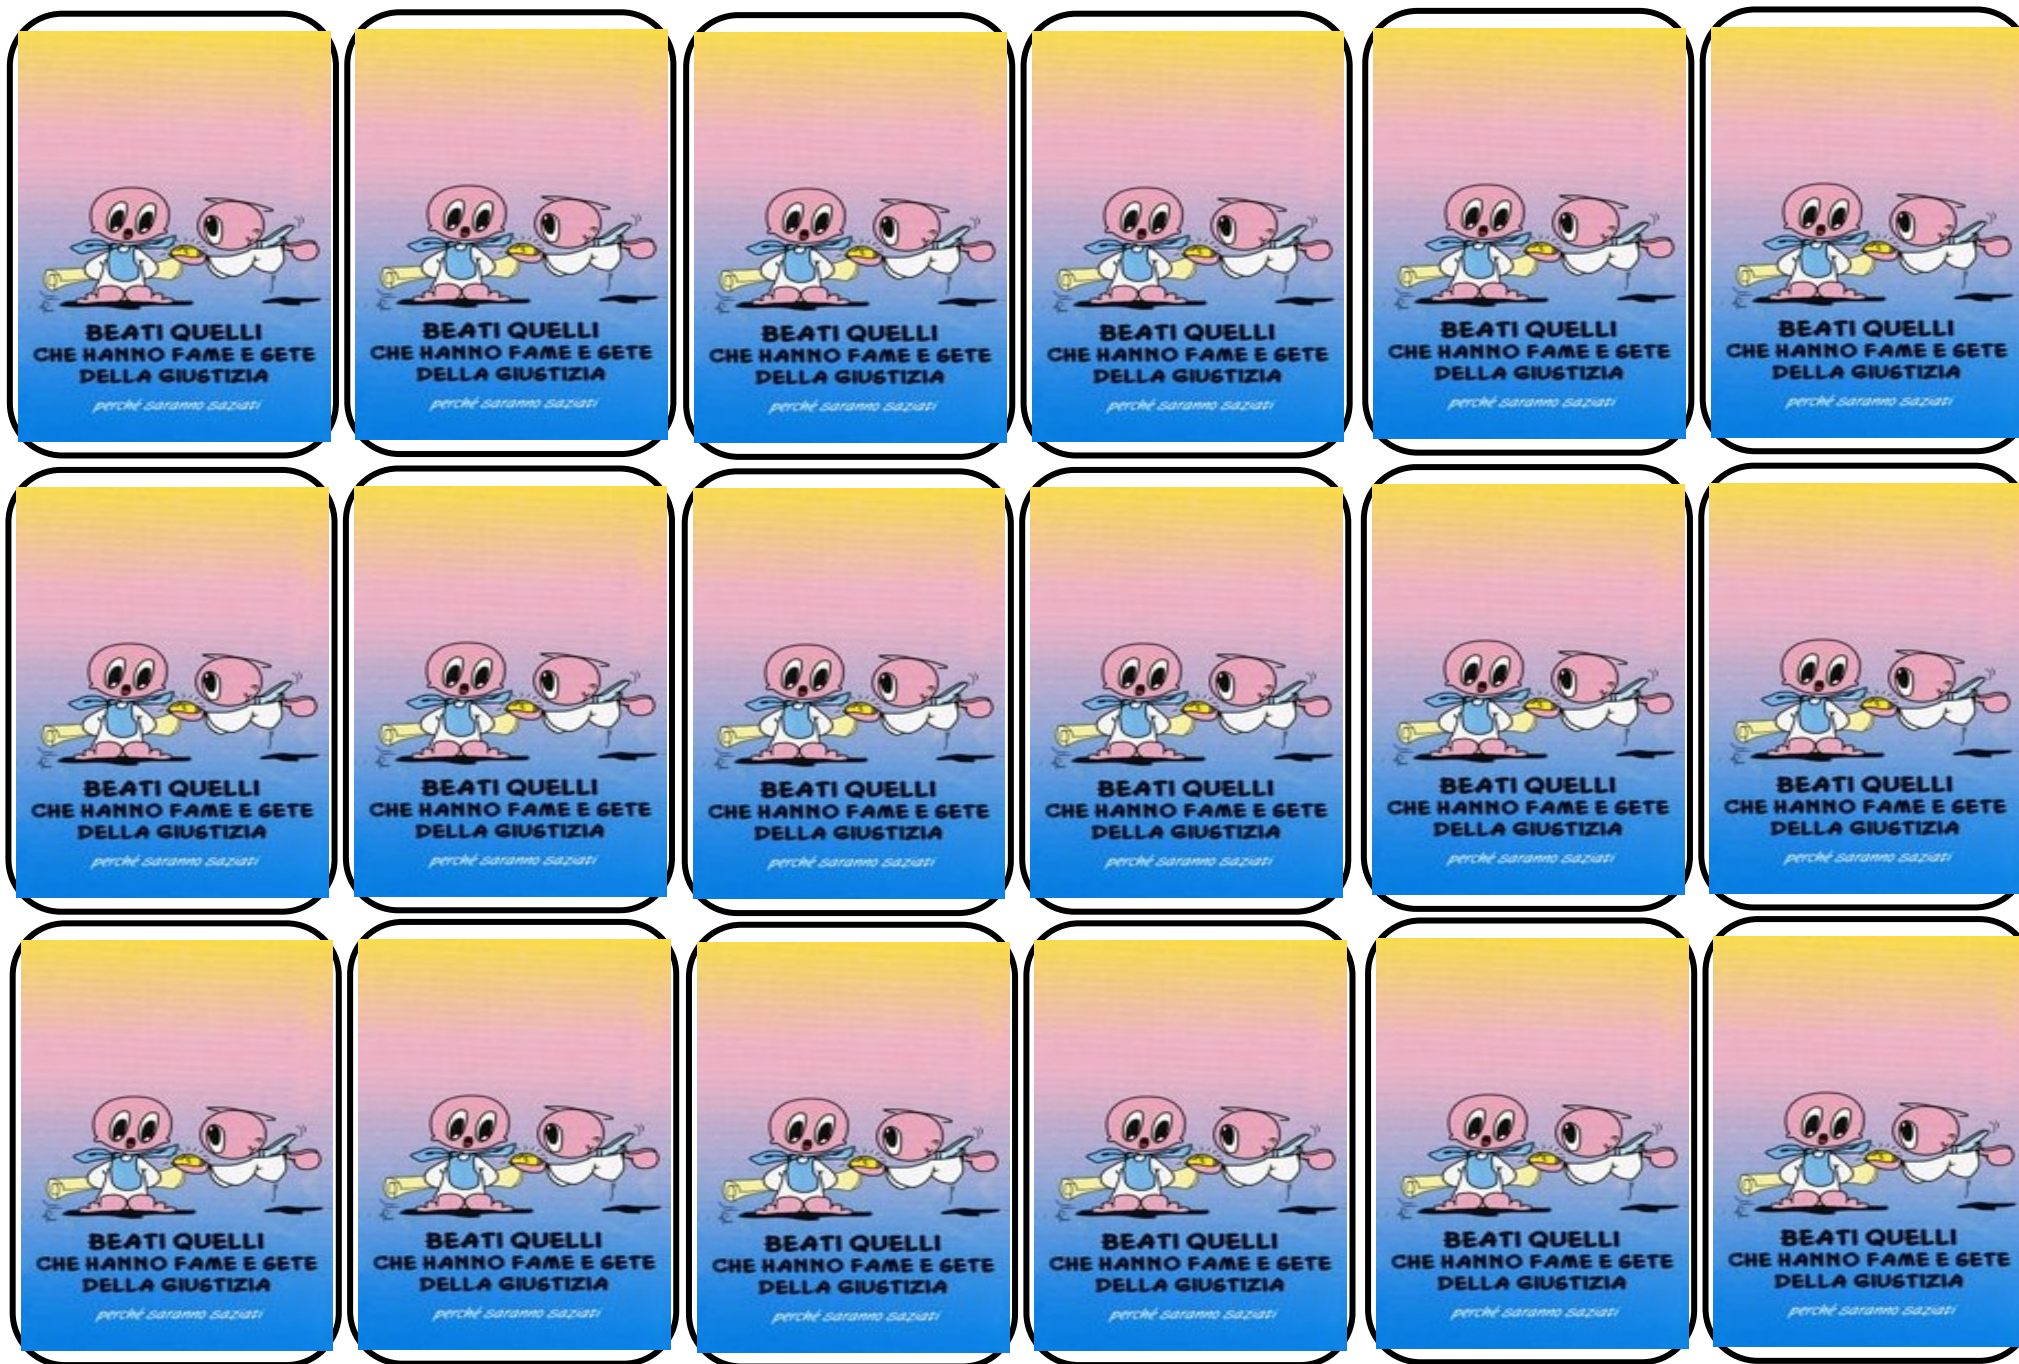 BEATI QUELLI
CHE HANNO FAME E SETE
DELLA GIUSTIZIA
perché saranno saziati
BEATI QUELLI
CHE HANNO FAME E SETE
DELLA GIUSTIZIA
perché saranno saziati
BEATI QUELLI
CHE HANNO FAME E SETE
DELLA GIUSTIZIA
perché saranno saziati
BEATI QUELLI
CHE HANNO FAME E SETE
DELLA GIUSTIZIA
perché saranno saziati
BEATI QUELLI
CHE HANNO FAME E SETE
DELLA GIUSTIZIA
perché saranno saziati
BEATI QUELLI
CHE HANNO FAME E SETE
DELLA GIUSTIZIA
perché saranno saziati
BEATI QUELLI
CHE HANNO FAME E SETE
DELLA GIUSTIZIA
perché saranno saziati
BEATI QUELLI
CHE HANNO FAME E SETE
DELLA GIUSTIZIA
perché saranno saziati
BEATI QUELLI
CHE HANNO FAME E SETE
DELLA GIUSTIZIA
perché saranno saziati
BEATI QUELLI
CHE HANNO FAME E SETE
DELLA GIUSTIZIA
perché saranno saziati
BEATI QUELLI
CHE HANNO FAME E SETE
DELLA GIUSTIZIA
perché saranno saziati
BEATI QUELLI
CHE HANNO FAME E SETE
DELLA GIUSTIZIA
perché saranno saziati
BEATI QUELLI
CHE HANNO FAME E SETE
DELLA GIUSTIZIA
perché saranno saziati
BEATI QUELLI
CHE HANNO FAME E SETE
DELLA GIUSTIZIA
perché saranno saziati
BEATI QUELLI
CHE HANNO FAME E SETE
DELLA GIUSTIZIA
perché saranno saziati
BEATI QUELLI
CHE HANNO FAME E SETE
DELLA GIUSTIZIA
perché saranno saziati
BEATI QUELLI
CHE HANNO FAME E SETE
DELLA GIUSTIZIA
perché saranno saziati
BEATI QUELLI
CHE HANNO FAME E SETE
DELLA GIUSTIZIA
perché saranno saziati